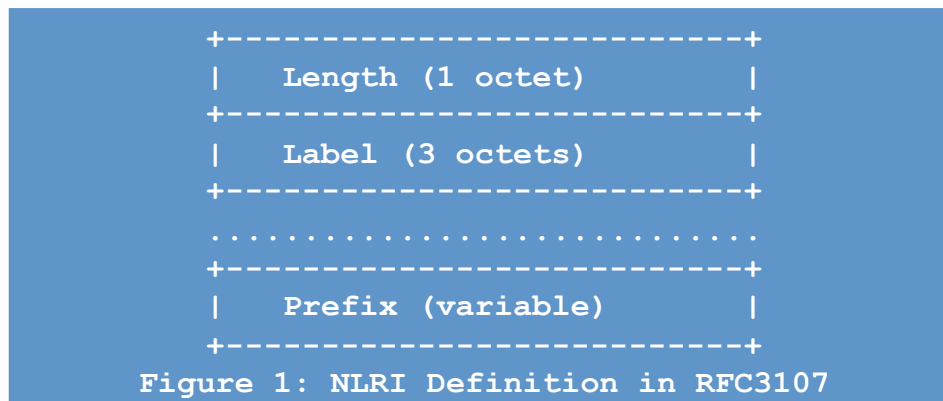 +---------------------------+
|   Length (1 octet)        |
+---------------------------+
|   Label (3 octets)        |
+---------------------------+
.............................
+---------------------------+
|   Prefix (variable)       |
+---------------------------+
Figure 1: NLRI Definition in RFC3107